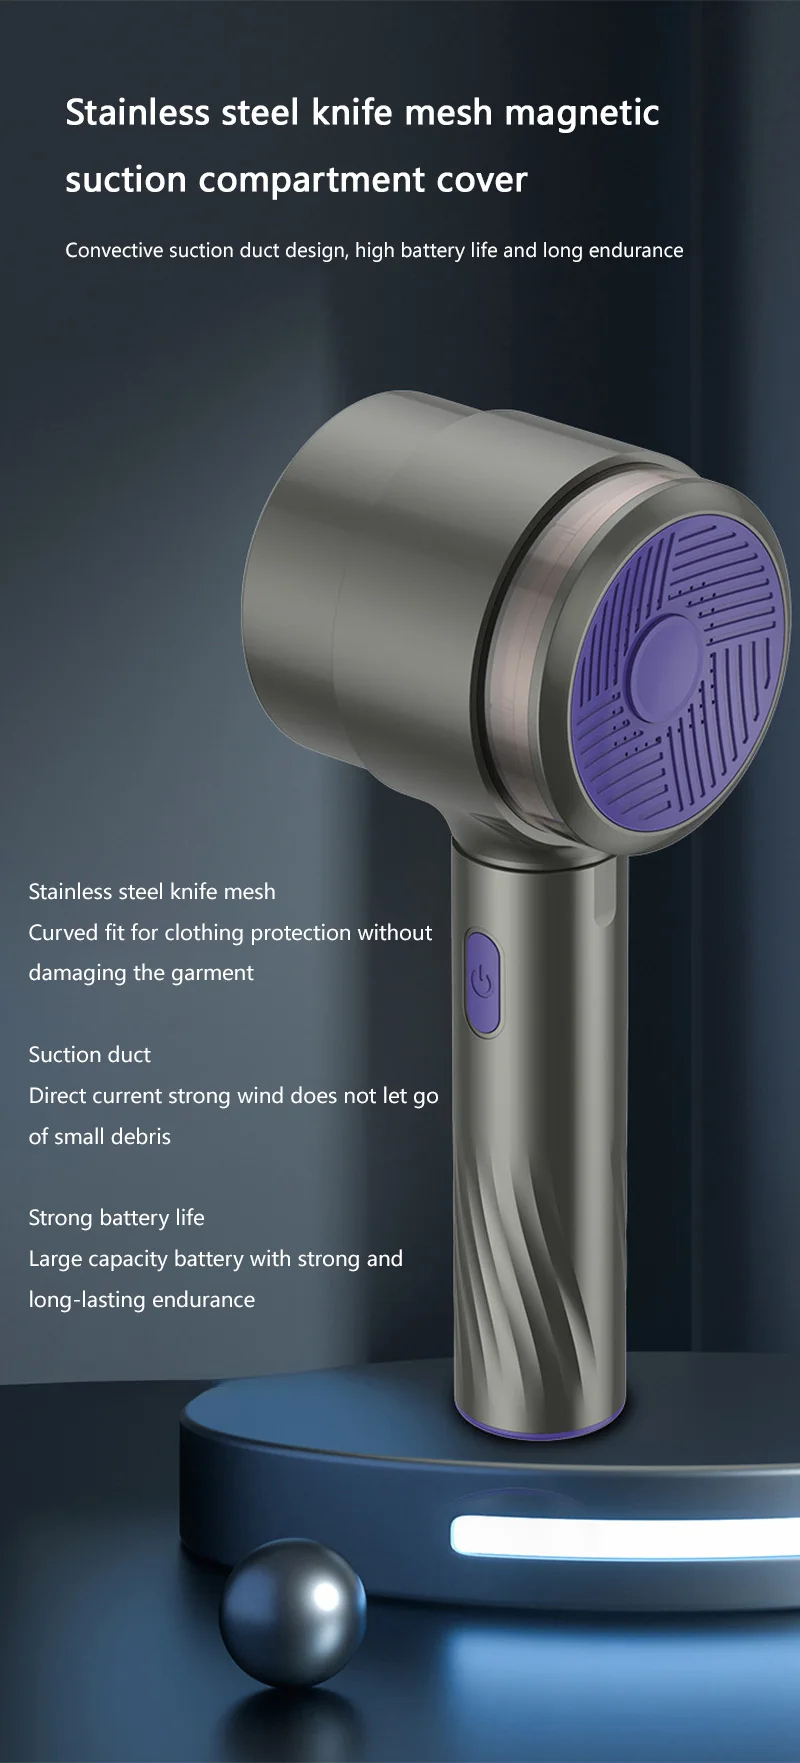 Stainless steel knife mesh magnetic
suction compartment cover
Convective suction duct design, high battery life and long endurance
Stainless steel knife mesh
Curved fit for clothing protection without
damaging the garment
Suction duct
Direct current strong wind does not let go
of small debris
Strong battery life
Large capacity battery with strong and
long-lasting endurance